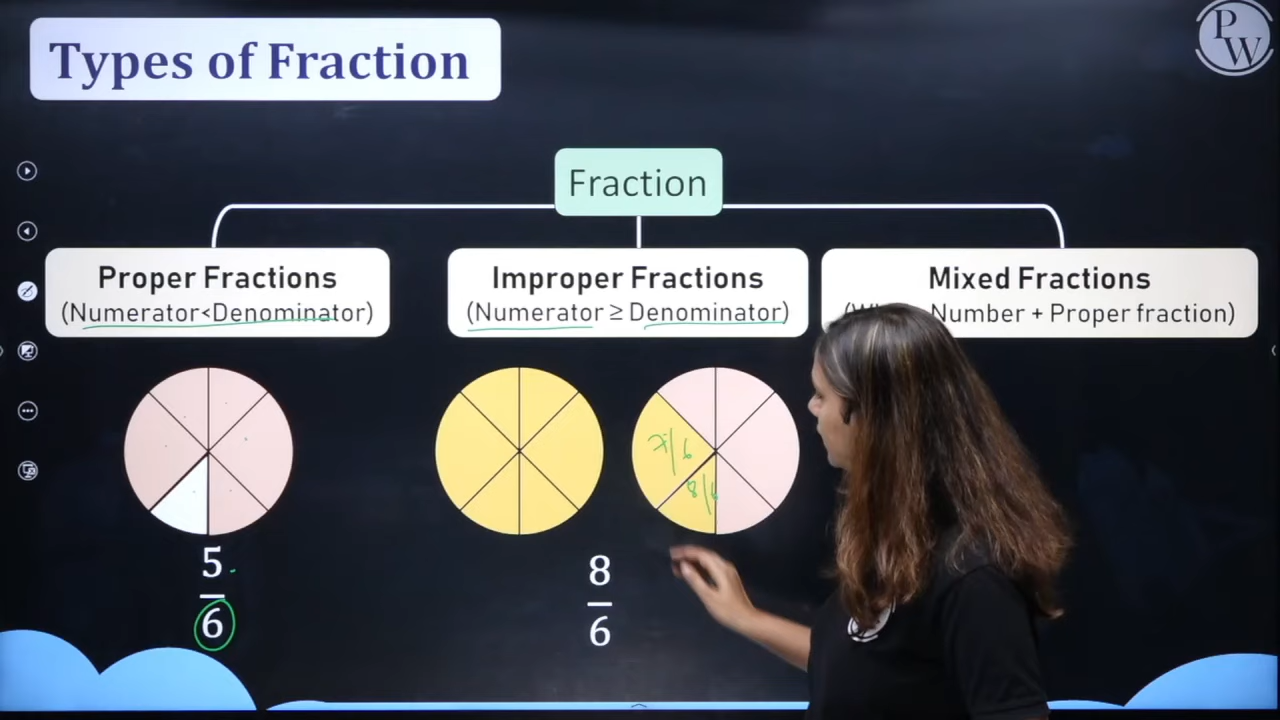 Types of Fraction
PW
Fraction
Proper Fractions
(Numerator<Denominator)
Improper Fractions
(Numerator ≥ Denominator)
Mixed Fractions
Number + Proper fraction)
7/6
8/6
5
6
8
6